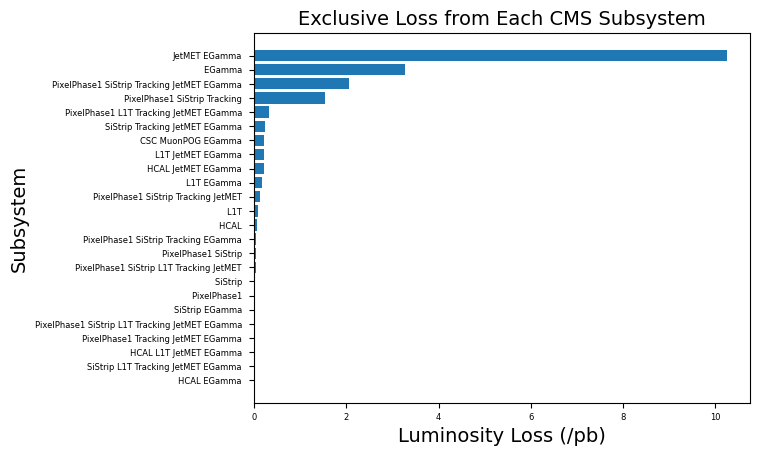 Exclusive Loss from Each CMS Subsystem
JetMET EGamma
EGamma
PixelPhase1 SiStrip Tracking JetMET EGamma
PixelPhase1 SiStrip Tracking
PixelPhase1 L1T Tracking JetMET EGamma
SiStrip Tracking JetMET EGamma
CSC MuonPOG EGamma
L1T JetMET EGamma
HCAL JetMET EGamma
L1T EGamma
PixelPhase1 SiStrip Tracking JetMET
L1T
HCAL
PixelPhase1 SiStrip Tracking EGamma
PixelPhase1 SiStrip
PixelPhase1 SiStrip L1T Tracking JetMET
SiStrip
PixelPhase1
SiStrip EGamma
PixelPhase1 SiStrip L1T Tracking JetMET EGamma
PixelPhase1 Tracking JetMET EGamma
HCAL L1T JetMET EGamma
SiStrip L1T Tracking JetMET EGamma
HCAL EGamma
Subsystem
0 2 4 6 8 10
Luminosity Loss (/pb)